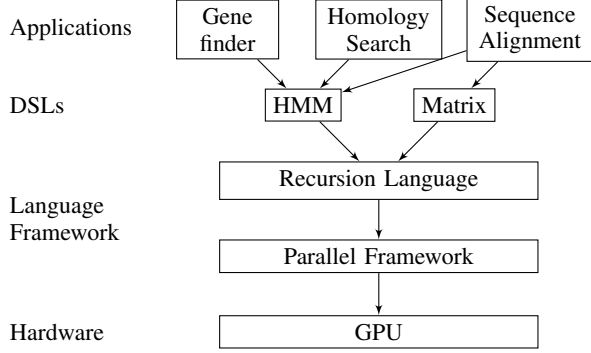 Applications
Gene
finder
Homology
Search
Sequence
Alignment
DSLs
HMM
Matrix
Recursion Language
Language
Framework
Parallel Framework
Hardware
GPU